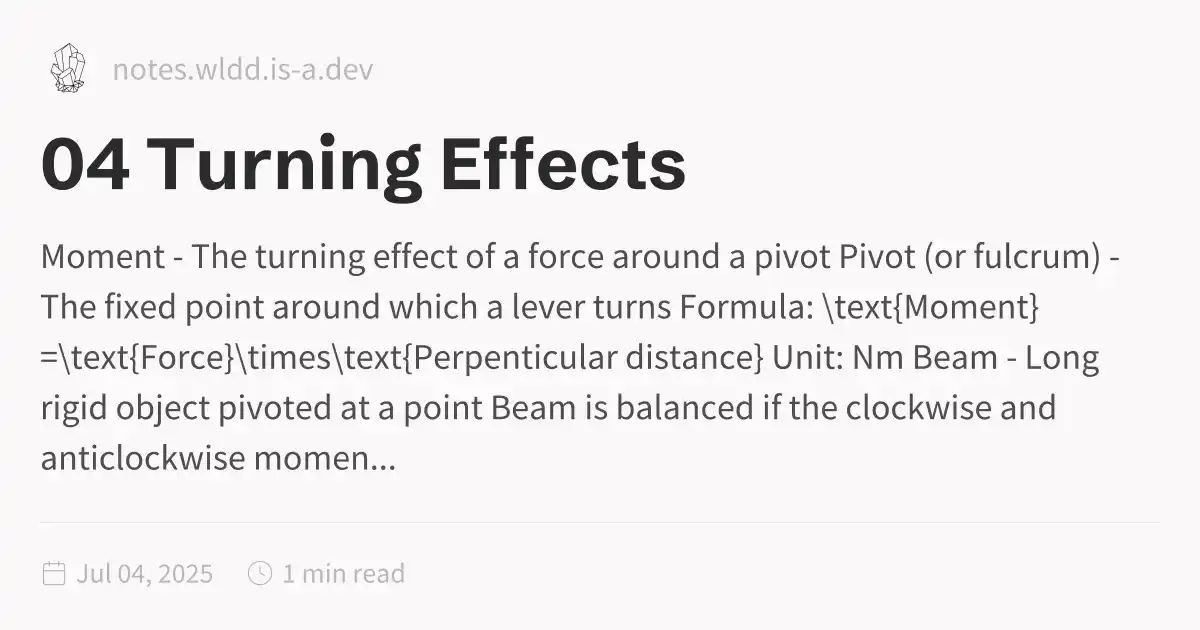 notes.wldd.is-a.dev
04 Turning Effects
Moment - The turning effect of a force around a pivot Pivot (or fulcrum) -
The fixed point around which a lever turns Formula: \text{Moment}
=\text{Force}\times\text{Perpenticular distance} Unit: Nm Beam - Long
rigid object pivoted at a point Beam is balanced if the clockwise and
anticlockwise momen...
Jul 04, 2025 1 min read